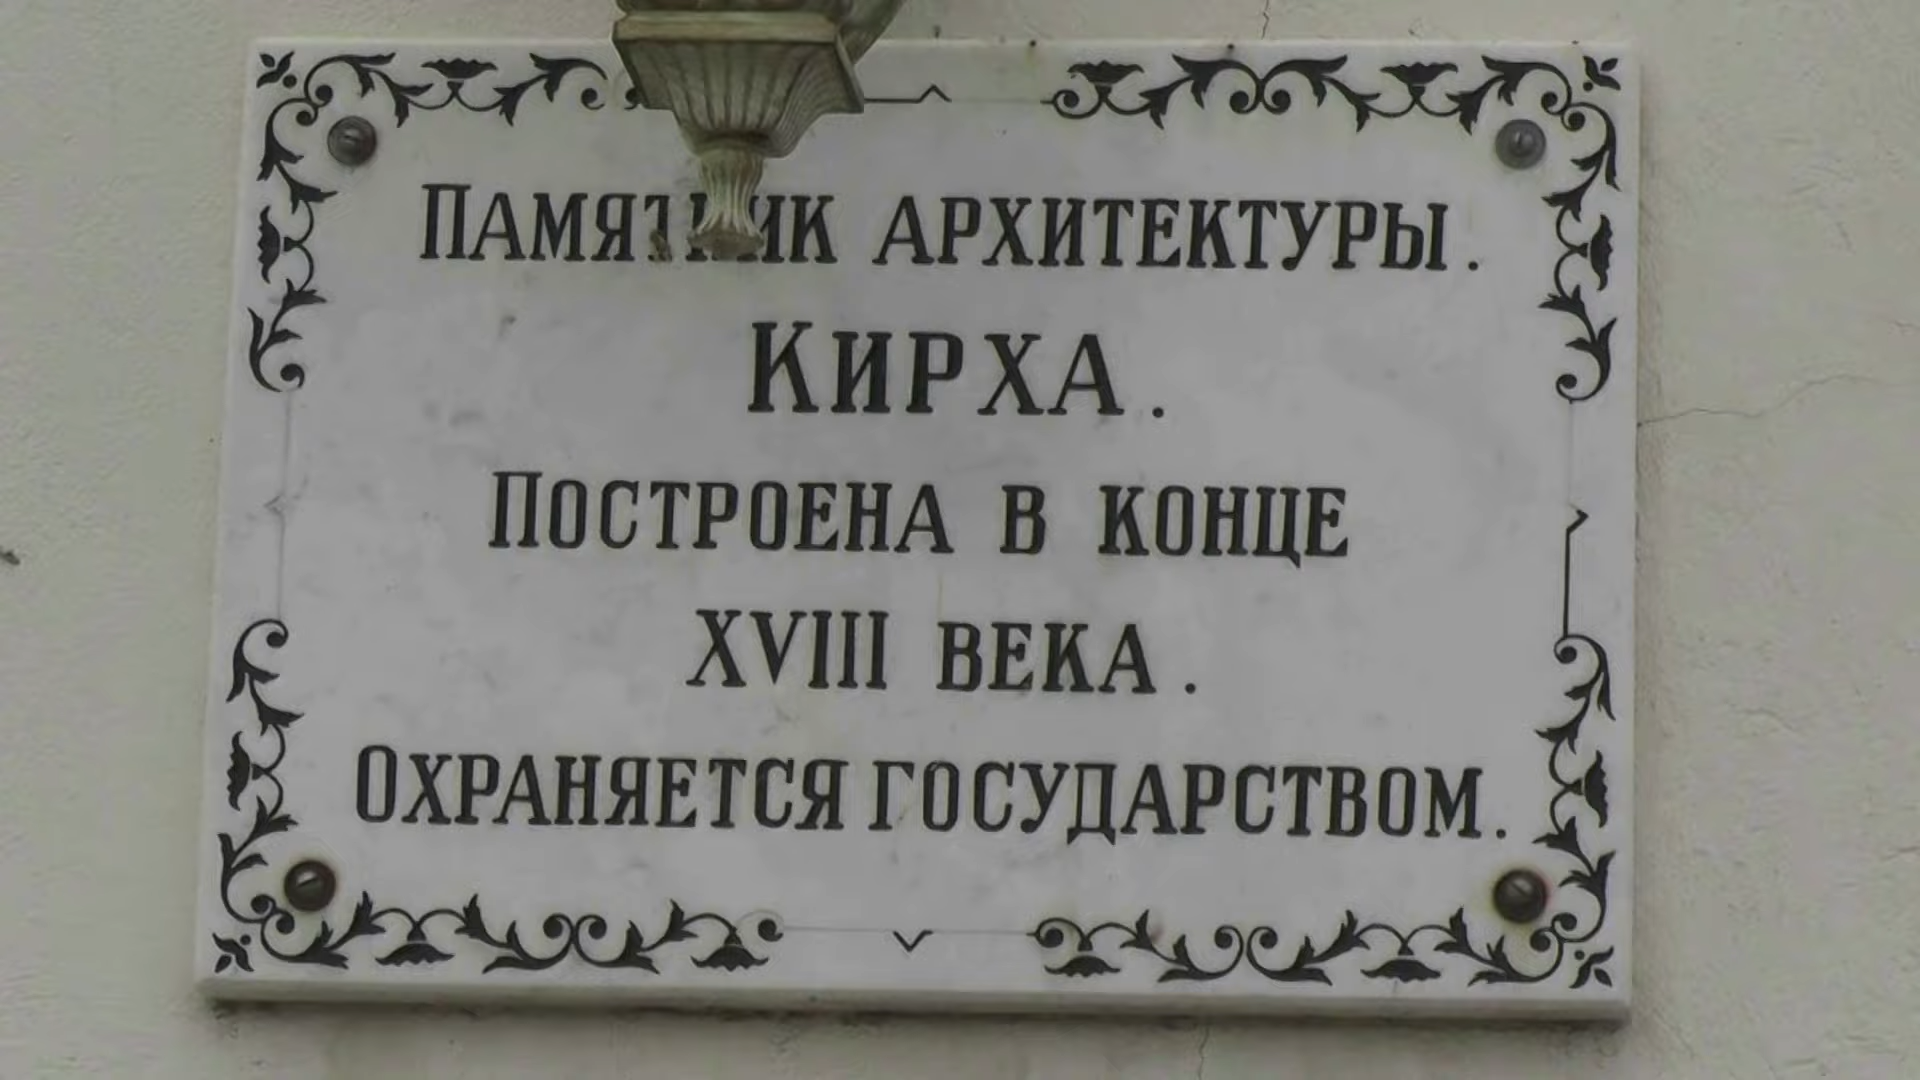 ПАМЯТНИК АРХИТЕКТУРЫ.
КИРХА.
ПОСТРОЕНА В КОНЦЕ
XVIII ВЕКА.
ОХРАНЯЕТСЯ ГОСУДАРСТВОМ.